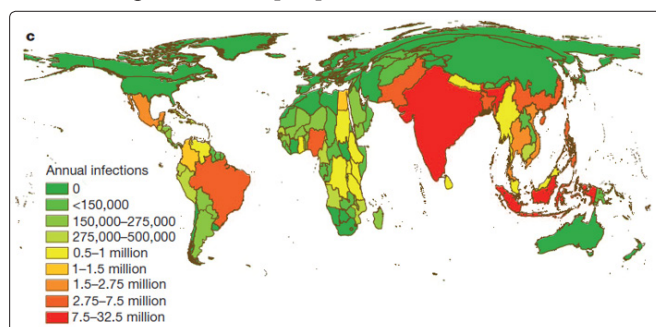 c
Annual infections
0
<150,000
150,000–275,000
275,000–500,000
0.5–1 million
1–1.5 million
1.5–2.75 million
2.75–7.5 million
7.5–32.5 million